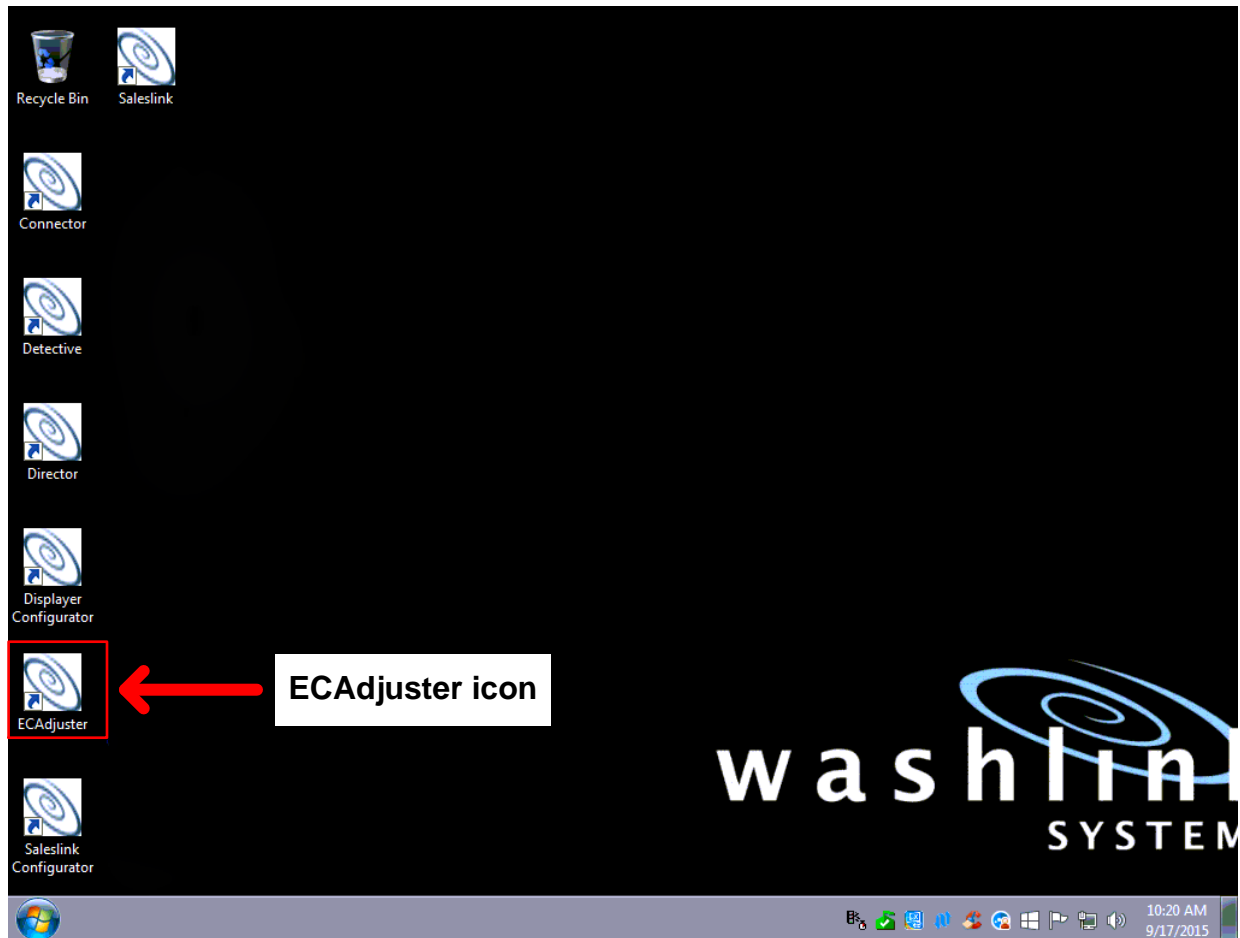 Recycle Bin
Saleslink
Connector
Detective
Director
Displayer
Configurator
ECAdjuster
ECAdjuster icon
Saleslink
Configurator
washlink
SYSTEM
10:20 AM
9/17/2015